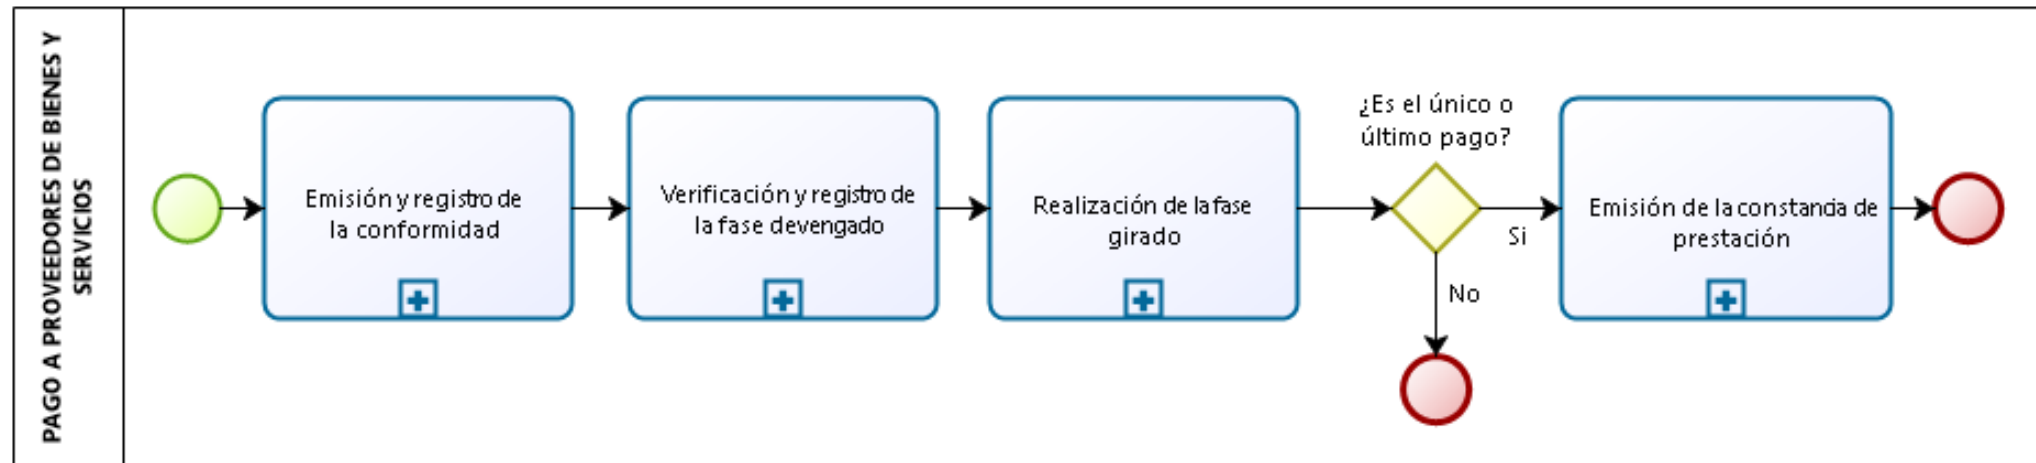 PAGO A PROVEEDORES DE BIENES Y
SERVICIOS
Emisión y registro de
la conformidad
Verificación y registro de
la fase devengado
Realización de la fase
girado
¿Es el único o
último pago?
Si
No
Emisión de la constancia de
prestación